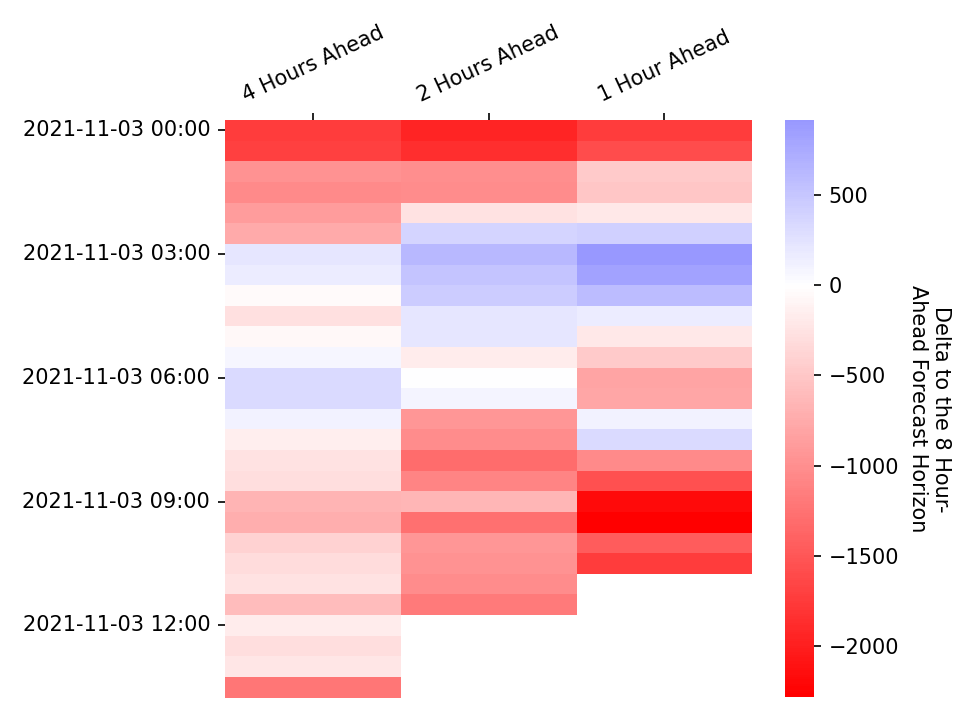 4 Hours Ahead
2 Hours Ahead
1 Hour Ahead
2021-11-03 00:00
2021-11-03 03:00
2021-11-03 06:00
2021-11-03 09:00
2021-11-03 12:00
500
0
−500
−1000
−1500
−2000
Delta to the 8 Hour-
Ahead Forecast Horizon